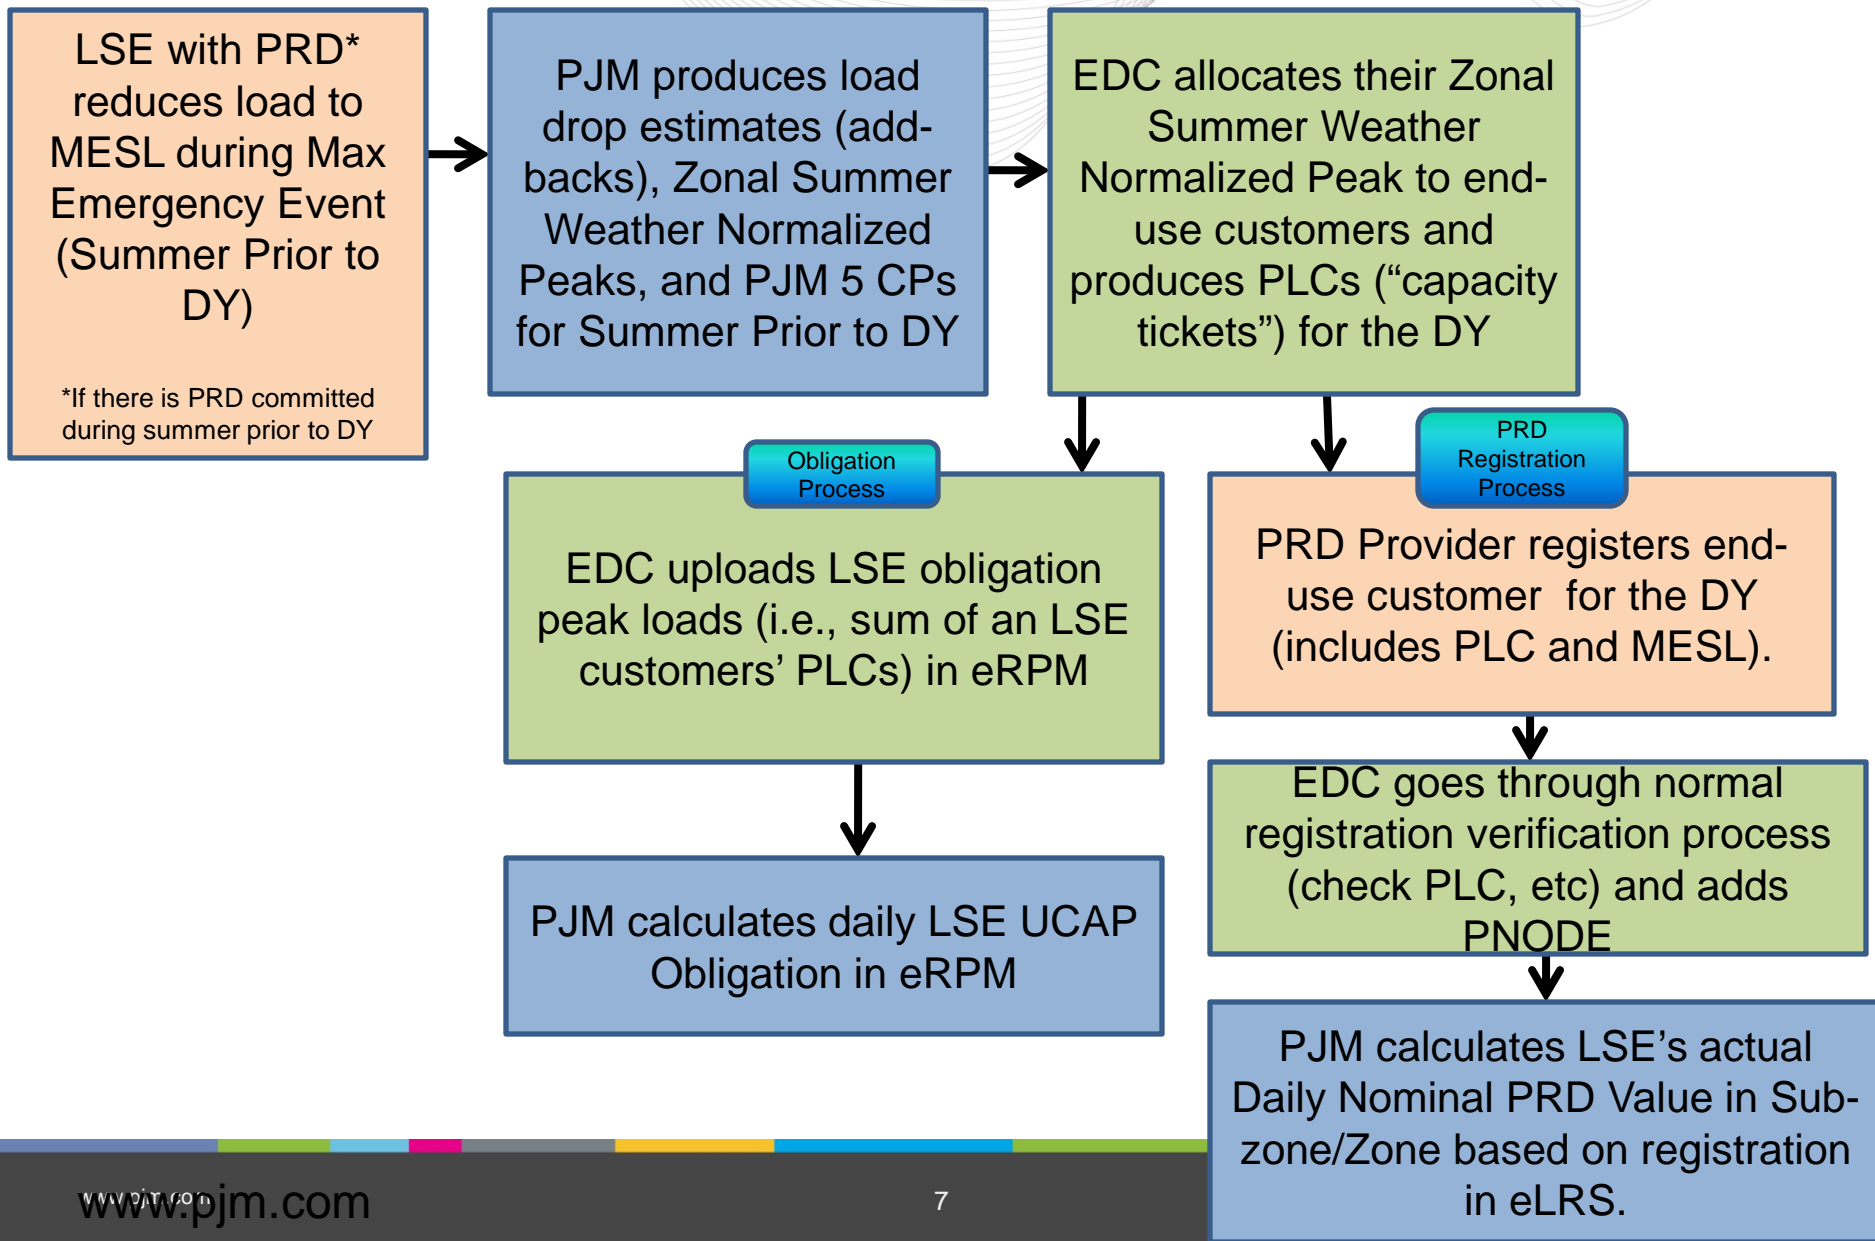 LSE with PRD*
reduces load to
MESL during Max
Emergency Event
(Summer Prior to
DY)
*If there is PRD committed
during summer prior to DY
PJM produces load
drop estimates (add-
backs), Zonal Summer
Weather Normalized
Peaks, and PJM 5 CPs
for Summer Prior to DY
EDC allocates their Zonal
Summer Weather
Normalized Peak to end-
use customers and
produces PLCs (“capacity
tickets”) for the DY
Obligation
Process
EDC uploads LSE obligation
peak loads (i.e., sum of an LSE
customers’ PLCs) in eRPM
PJM calculates daily LSE UCAP
Obligation in eRPM
PRD
Registration
Process
PRD Provider registers end-
use customer  for the DY
(includes PLC and MESL).
EDC goes through normal
registration verification process
(check PLC, etc) and adds
PNODE
PJM calculates LSE’s actual
Daily Nominal PRD Value in Sub-
zone/Zone based on registration
in eLRS.
www.pjm.com
www.pjm.com
7